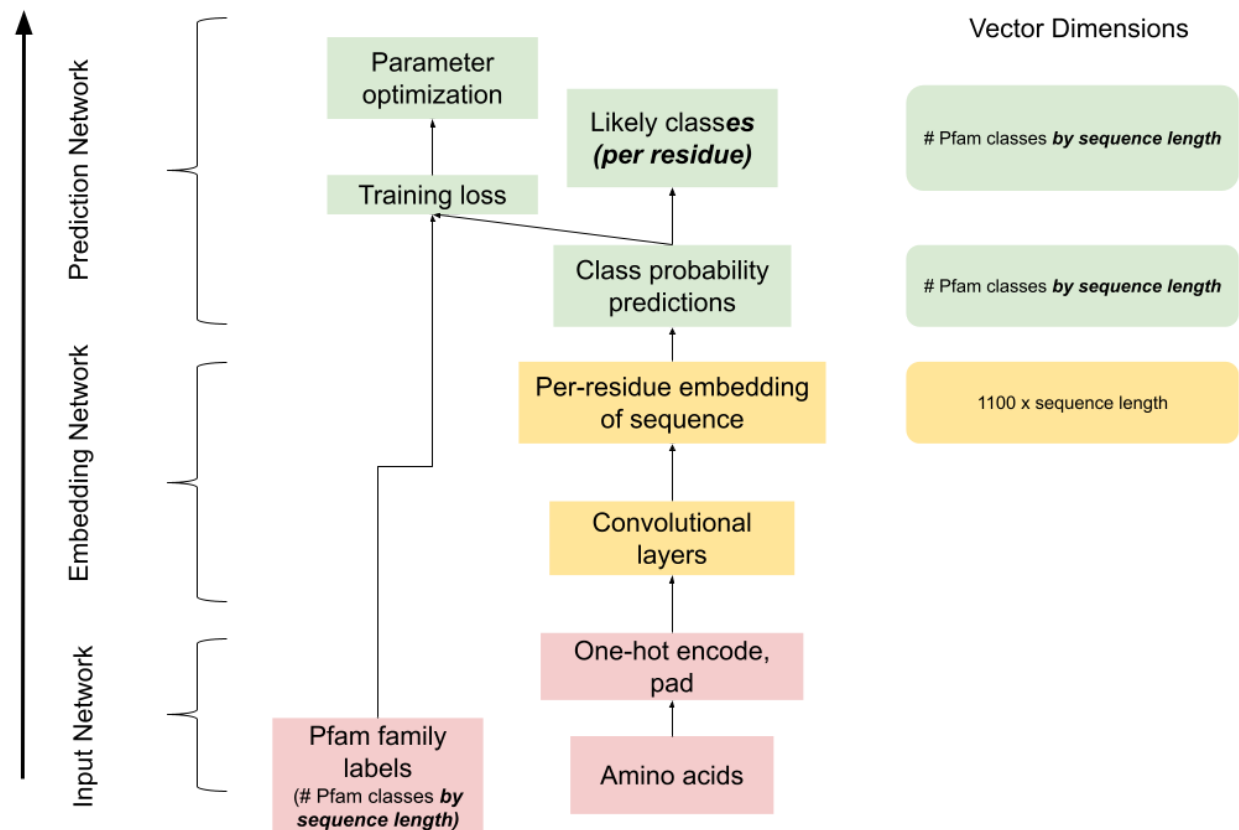 Vector Dimensions
Prediction Network
Parameter
optimization
Likely classes
(per residue)
# Pfam classes by sequence length
Training loss
Class probability
predictions
# Pfam classes by sequence length
Embedding Network
Per-residue embedding
of sequence
1100 x sequence length
Convolutional
layers
Input Network
One-hot encode,
pad
Pfam family
labels
(# Pfam classes by
sequence length)
Amino acids